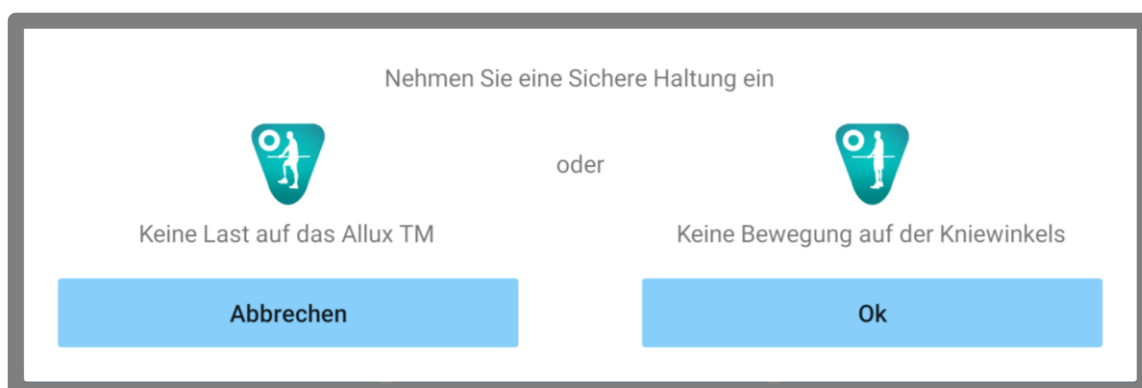 Nehmen Sie eine Sichere Haltung ein
oder
Keine Last auf das Allux TM
Keine Bewegung auf der Kniewinkels
Abbrechen
Ok